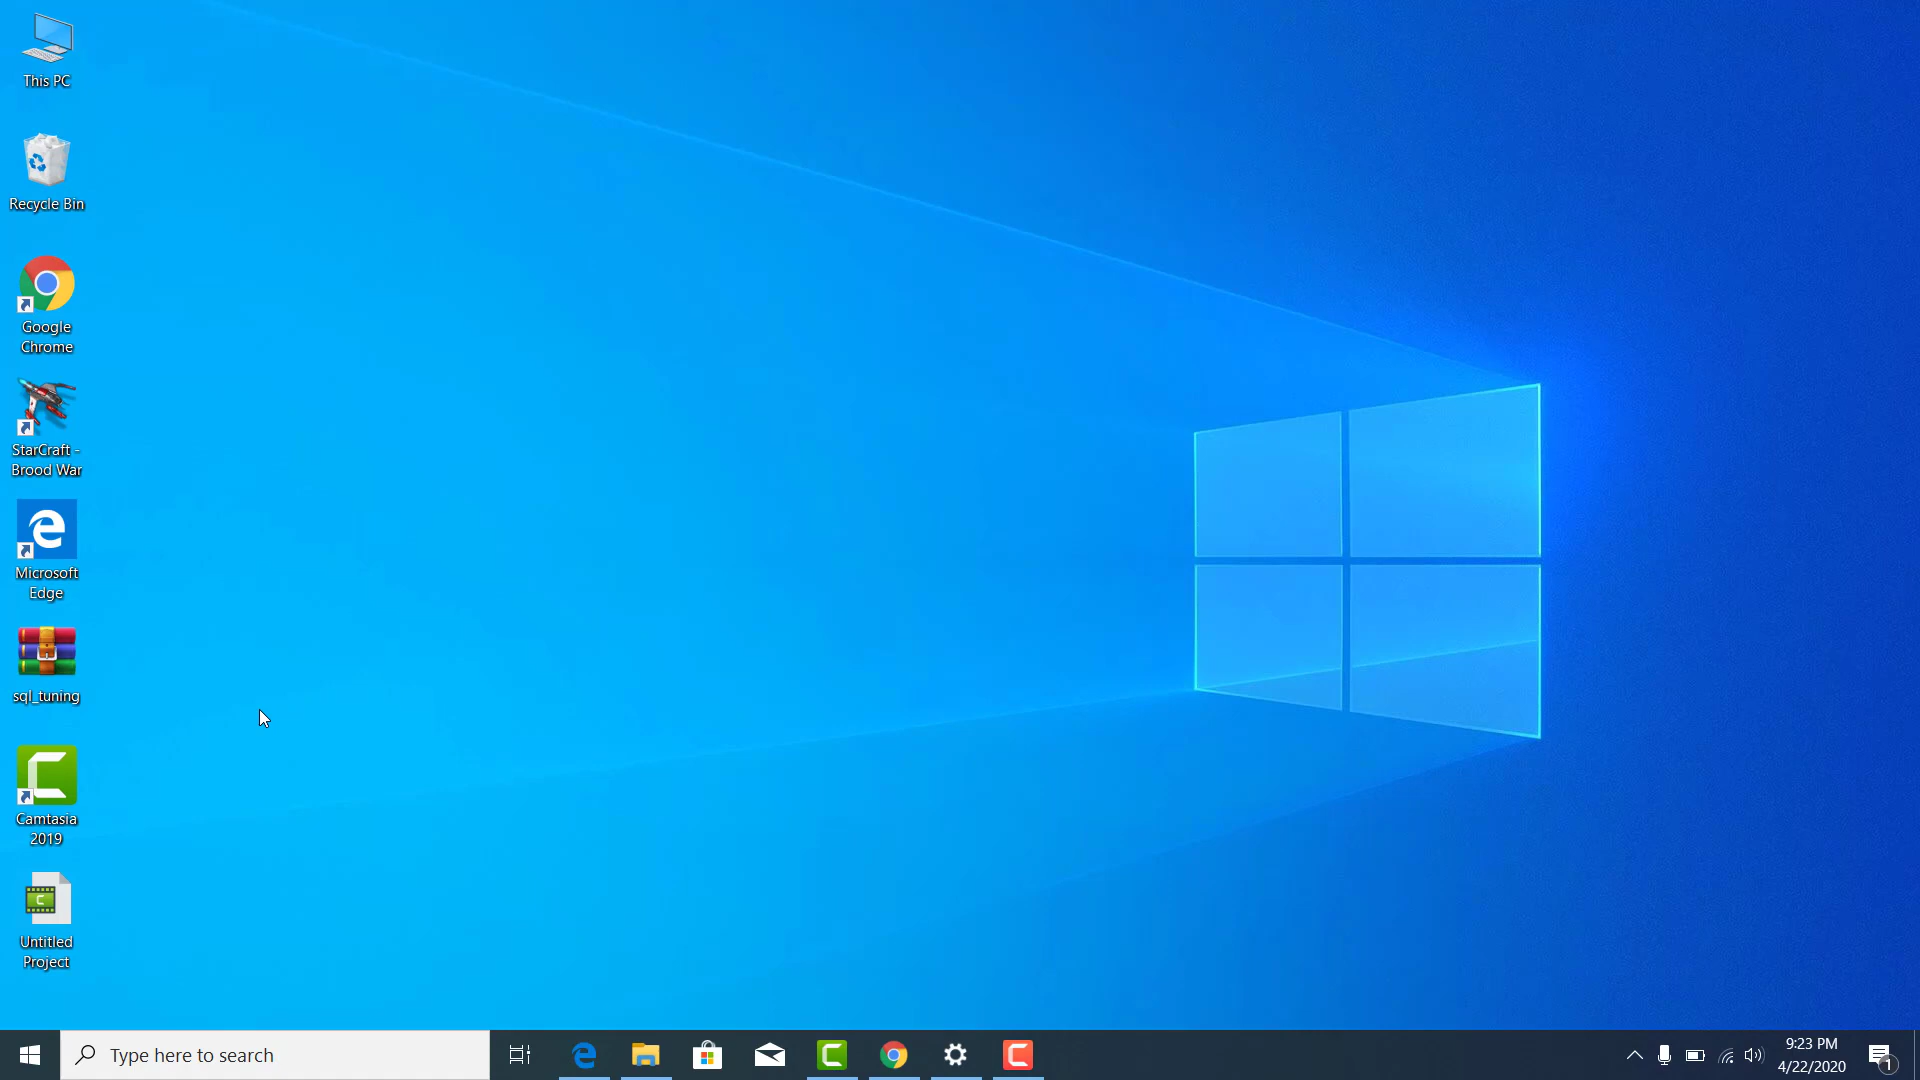 This PC
Recycle Bin
Google
Chrome
StarCraft -
Brood War
Microsoft
Edge
sql_tuning
Camtasia
2019
Untitled
Project
Type here to search
9:23 PM
4/22/2020
1